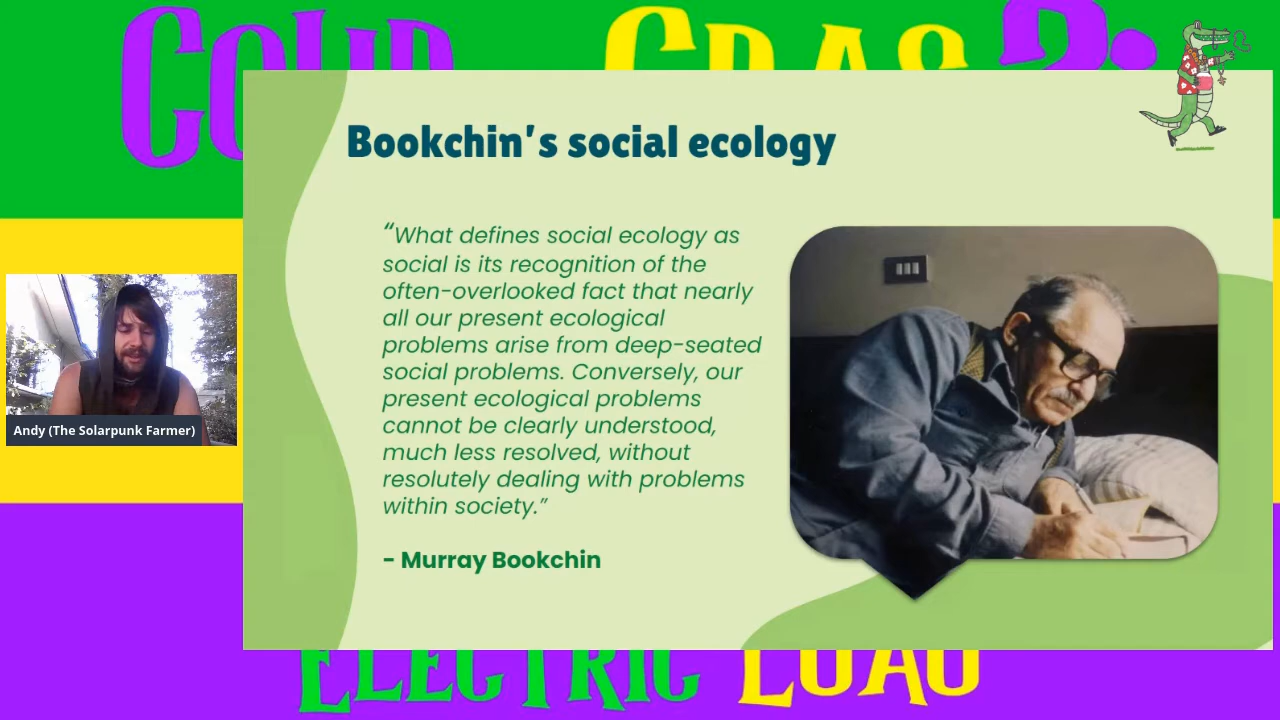 Bookchin's social ecology
“What defines social ecology as
social is its recognition of the
often-overlooked fact that nearly
all our present ecological
problems arise from deep-seated
social problems. Conversely, our
present ecological problems
cannot be clearly understood,
much less resolved, without
resolutely dealing with problems
within society.”
- Murray Bookchin
Andy (The Solarpunk Farmer)
ELECTRIC LUAU